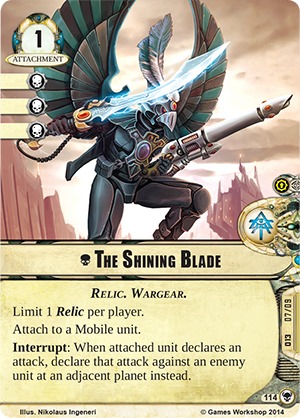 1
ATTACHMENT
THE SHINING BLADE
RELIC. WARGEAR.
Limit 1 Relic per player.
Attach to a Mobile unit.
Interrupt: When attached unit declares an
attack, declare that attack against an enemy
unit at an adjacent planet instead.
D13 07/09
114
Illus. Nikolaus Ingeneri
© Games Workshop 2014